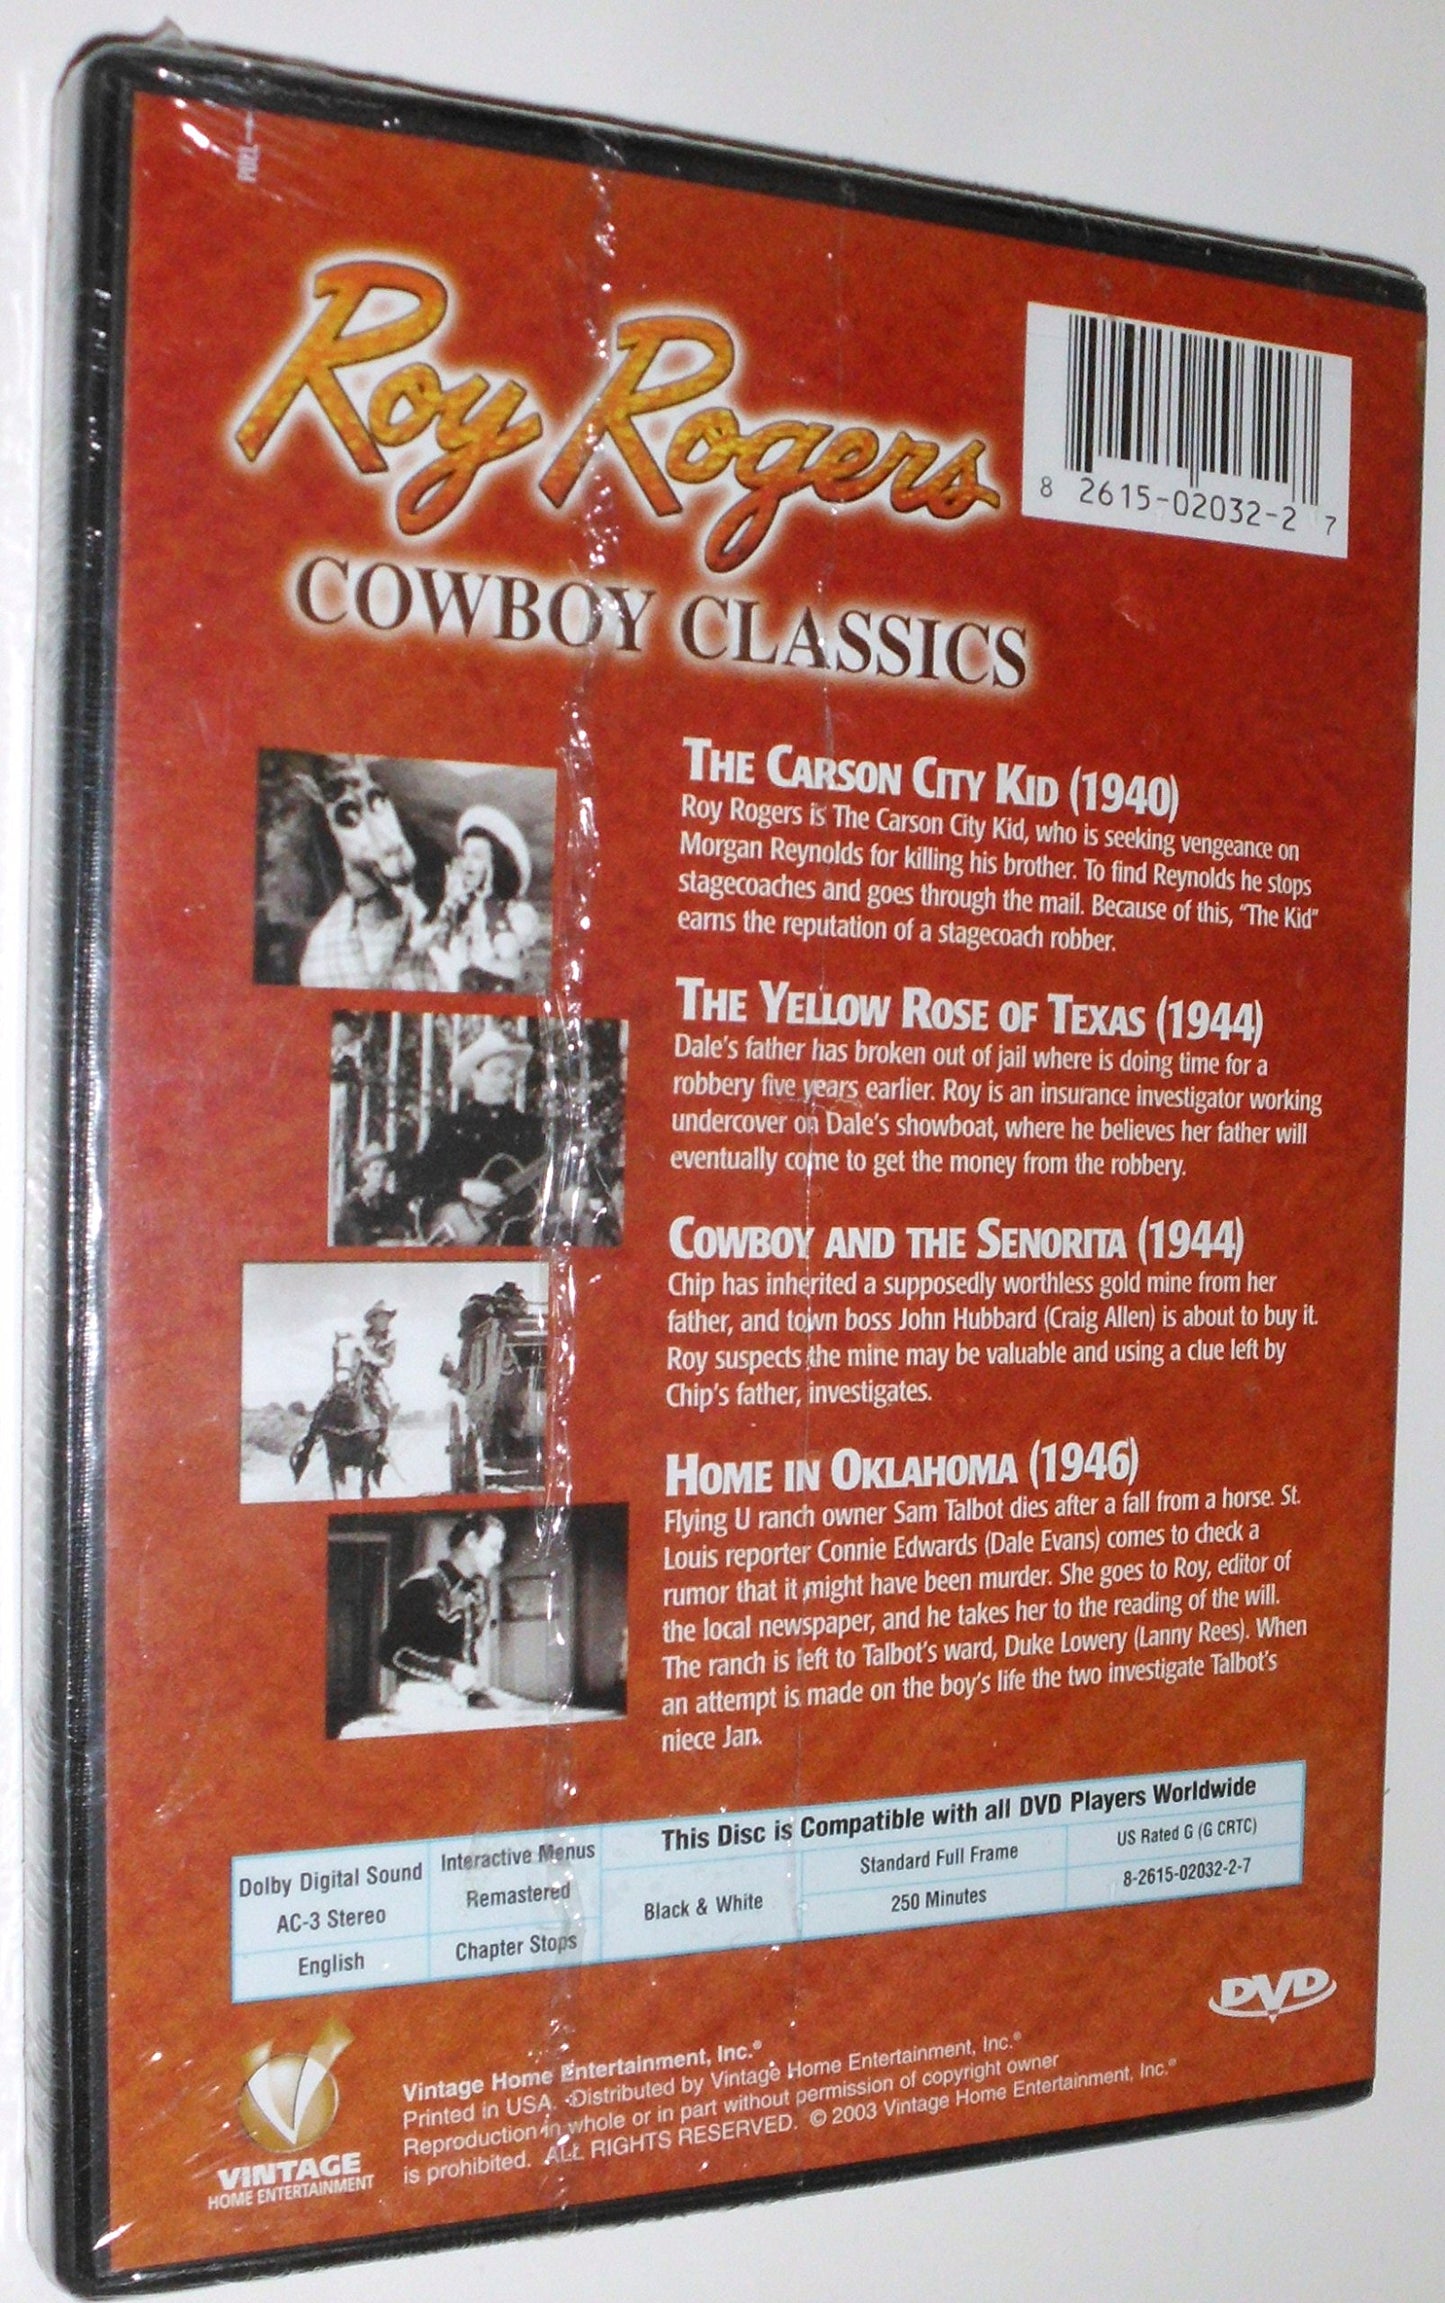 Roy Rogers
COWBOY CLASSICS
8 2615-02032-2 7
THE CARSON CITY KID (1940)
Roy Rogers is The Carson City Kid, who is seeking vengeance on
Morgan Reynolds for killing his brother. To find Reynolds he stops
stagecoaches and goes through the mail. Because of this, "The Kid"
earns the reputation of a stagecoach robber.
THE YELLOW ROSE OF TEXAS (1944)
Dale's father has broken out of jail where is doing time for a
robbery five years earlier. Roy is an insurance investigator working
undercover on Dale's showboat, where he believes her father will
eventually come to get the money from the robbery.
COWBOY AND THE SENORITA (1944)
Chip has inherited a supposedly worthless gold mine from her
father, and town boss John Hubbard (Craig Allen) is about to buy it.
Roy suspects the mine may be valuable and using a clue left by
Chip's father, investigates.
HOME IN OKLAHOMA (1946)
Flying U ranch owner Sam Talbot dies after a fall from a horse. St.
Louis reporter Connie Edwards (Dale Evans) comes to check a
rumor that it might have been murder. She goes to Roy, editor of
the local newspaper, and he takes her to the reading of the will.
The ranch is left to Talbot's ward, Duke Lowery (Lanny Rees). When
an attempt is made on the boy's life the two investigate Talbot's
niece Jan.
Dolby Digital Sound
AC-3 Stereo
English
Interactive Menus
Remastered
Chapter Stops
This Disc is Compatible with all DVD Players Worldwide
Black & White
Standard Full Frame
250 Minutes
US Rated G (G CRTC)
8-2615-02032-2-7
DVD
VINTAGE
HOME ENTERTAINMENT
Vintage Home Entertainment, Inc.®
Printed in USA. Distributed by Vintage Home Entertainment, Inc.®
Reproduction in whole or in part without permission of copyright owner
is prohibited. ALL RIGHTS RESERVED. © 2003 Vintage Home Entertainment, Inc.®